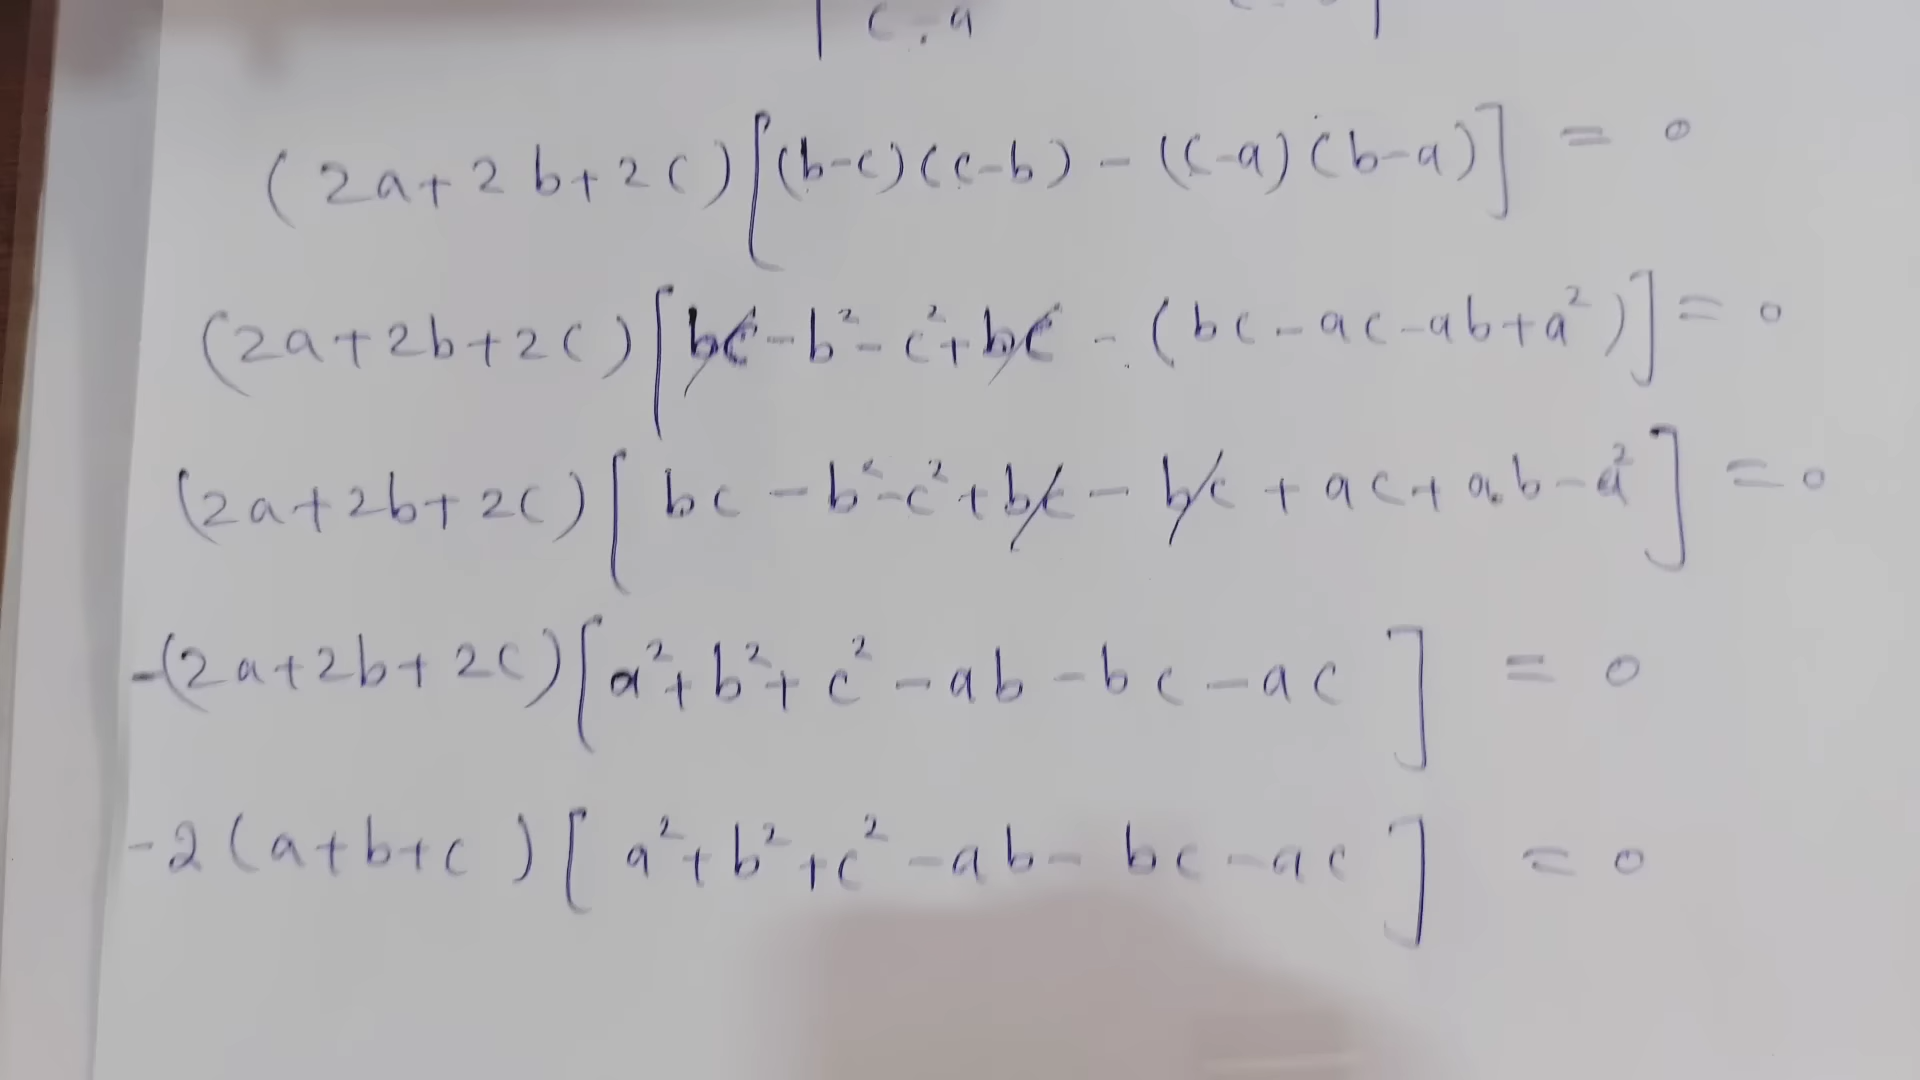 c-a
(2a+2b+2c)[(b-c)(c-b) - (c-a)(b-a)] = 0
(2a+2b+2c)[bc-b²-c²+bc - (bc-ac-ab+a²)] = 0
(2a+2b+2c)[bc-b²-c²+bc-bc+ac+ab-a²] = 0
-(2a+2b+2c)[a²+b²+c²-ab-bc-ac] = 0
-2(a+b+c)[a²+b²+c²-ab-bc-ac] = 0